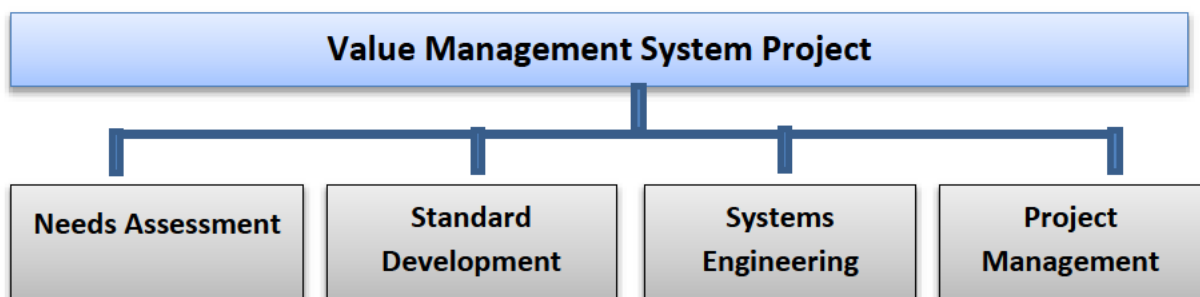 Value Management System Project
Needs Assessment
Standard
Development
Systems
Engineering
Project
Management